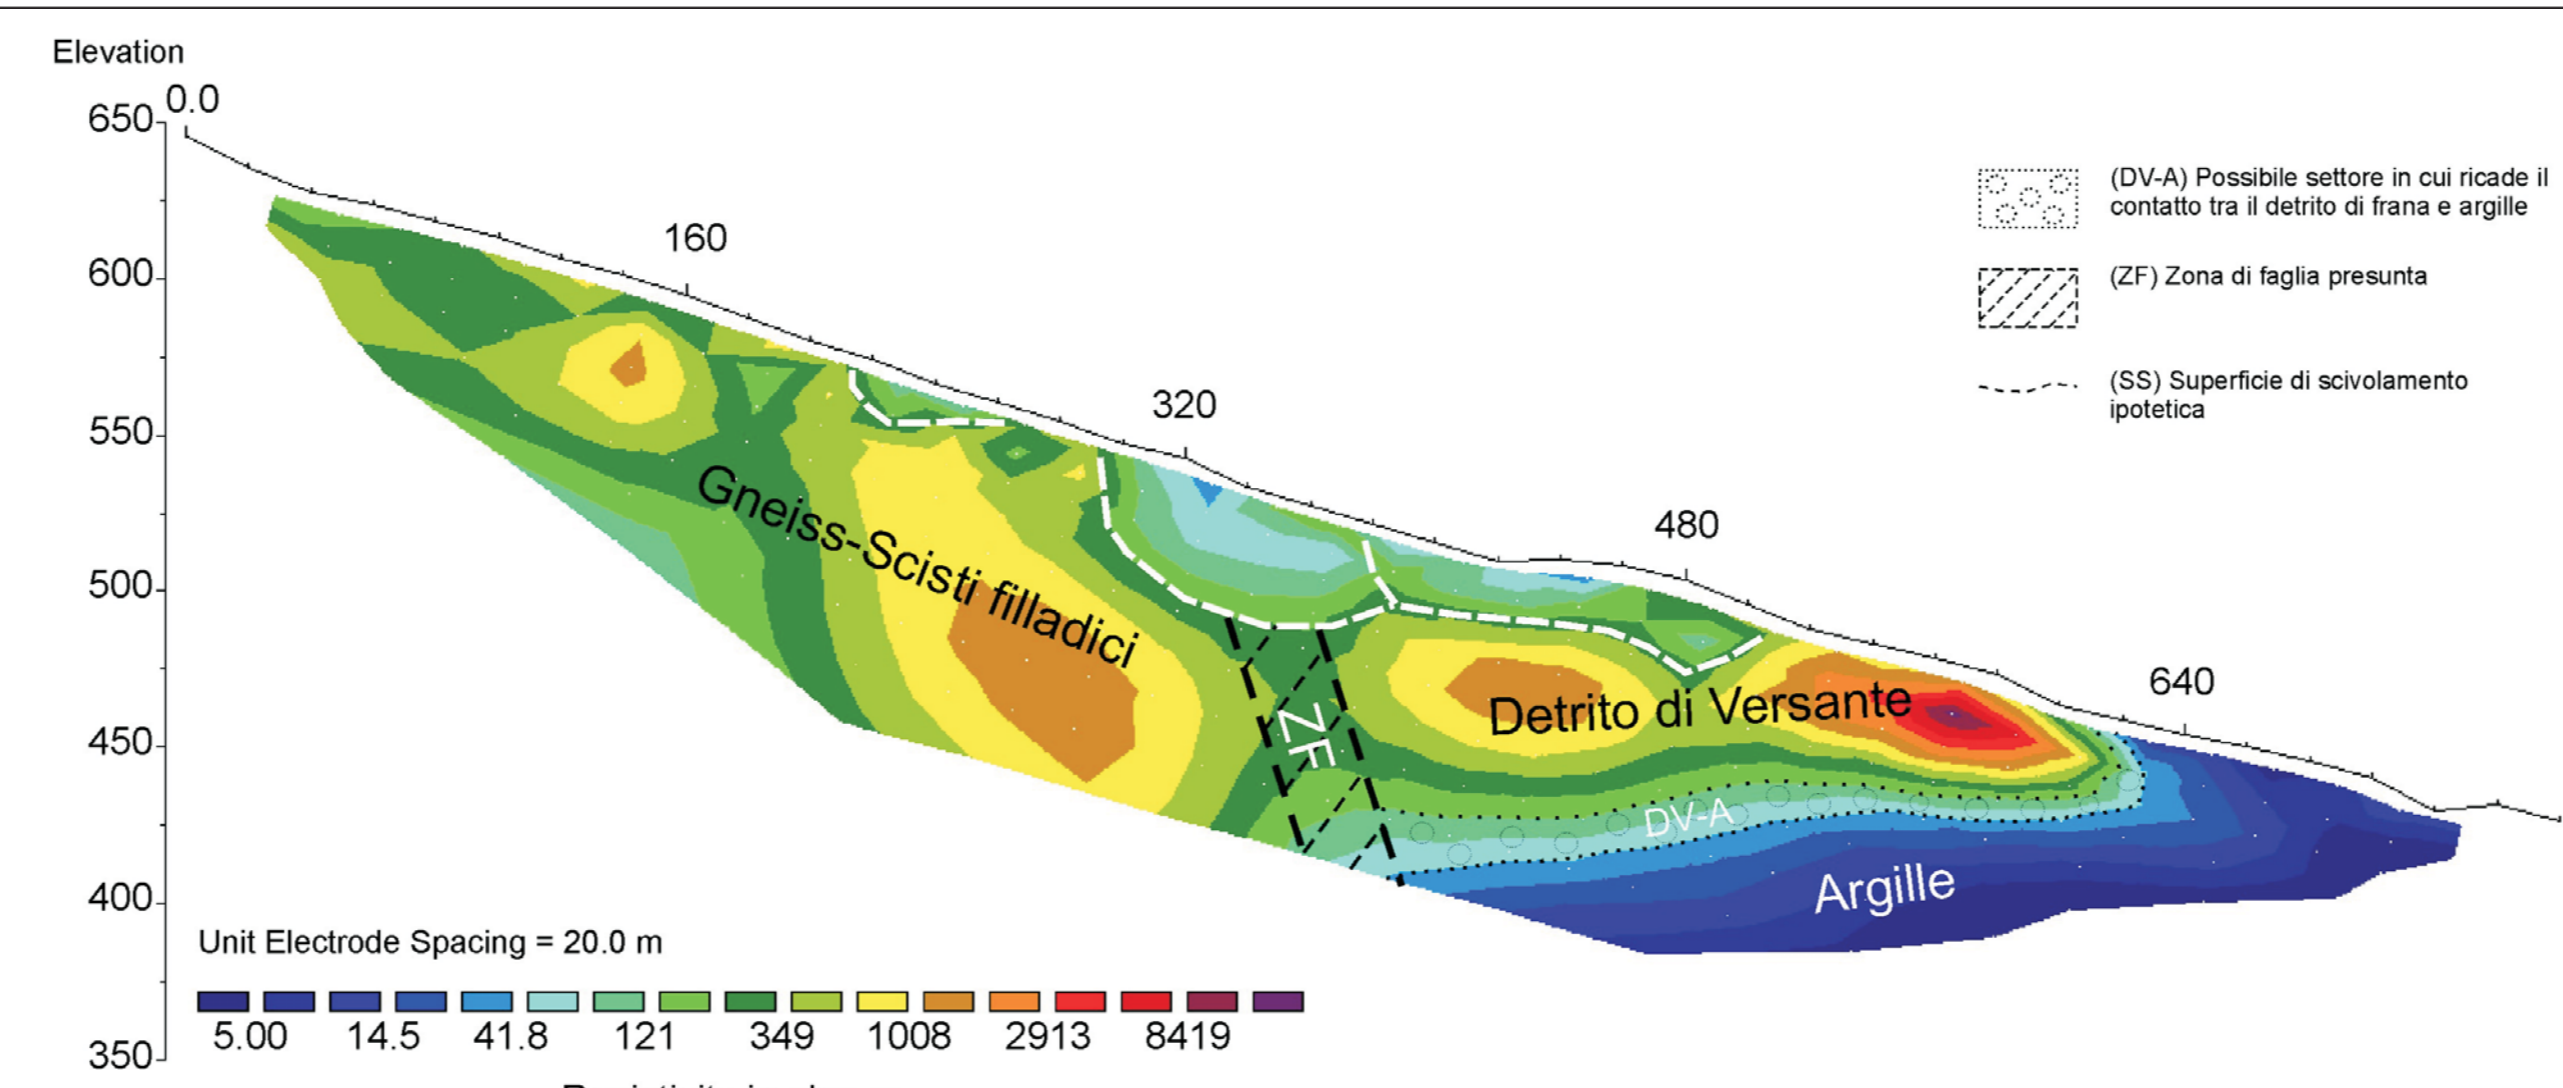 Elevation
0.0
650
160
600
320
550
480
500
640
450
400
350
(DV-A) Possibile settore in cui ricade il
contatto tra il detrito di frana e argille
(ZF) Zona di faglia presunta
(SS) Superficie di scivolamento
ipotetica
Gneiss-Scisti filladici
ZF
Detrito di Versante
DV-A
Argille
Unit Electrode Spacing = 20.0 m
5.00 14.5 41.8 121 349 1008 2913 8419